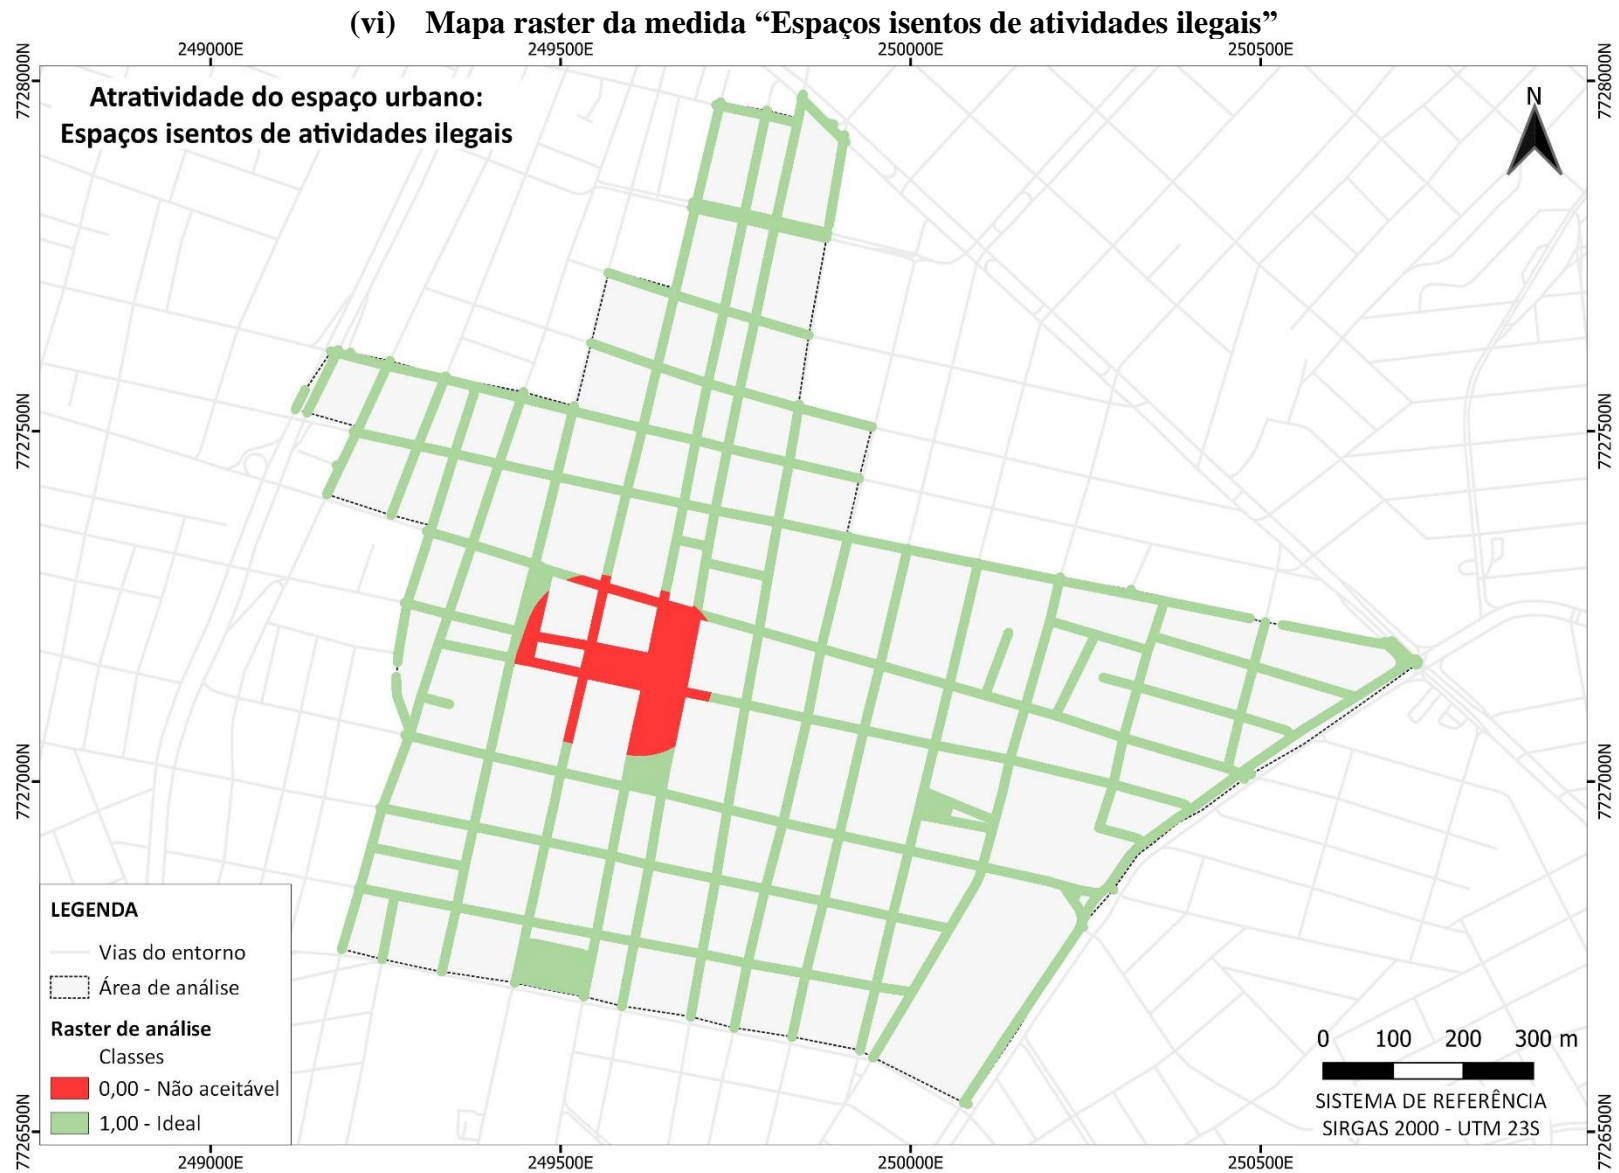 (vi) Mapa raster da medida “Espaços isentos de atividades ilegais”
249000E 249500E 250000E 250500E
7728000N 7728000N
Atratividade do espaço urbano:
Espaços isentos de atividades ilegais
N
7727500N 7727500N
7727000N 7727000N
LEGENDA
Vias do entorno
Área de análise
Raster de análise
Classes
0,00 - Não aceitável
1,00 - Ideal
0 100 200 300 m
SISTEMA DE REFERÊNCIA
SIRGAS 2000 - UTM 23S
7726500N 7726500N
249000E 249500E 250000E 250500E